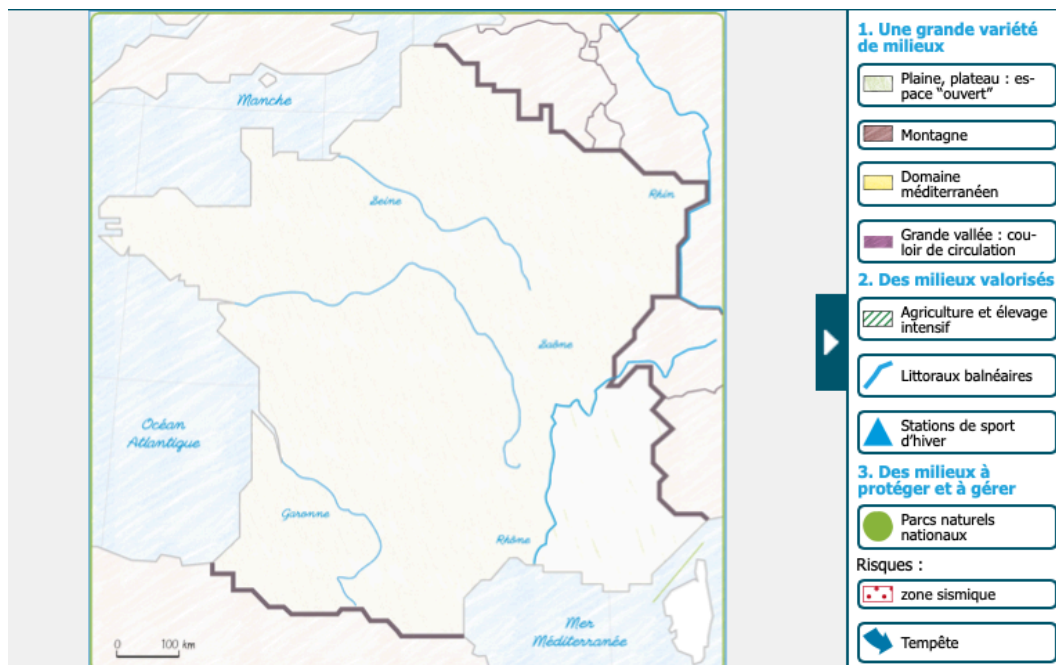 Manche
Seine
Rhin
Saône
Océan
Atlantique
Garonne
Rhône
Mer
Méditerranée
0 100 km
1. Une grande variété
de milieux
Plaine, plateau : es-
pace "ouvert"
Montagne
Domaine
méditerranéen
Grande vallée : cou-
loir de circulation
2. Des milieux valorisés
Agriculture et élevage
intensif
Littoraux balnéaires
Stations de sport
d'hiver
3. Des milieux à
protéger et à gérer
Parcs naturels
nationaux
Risques :
zone sismique
Tempête